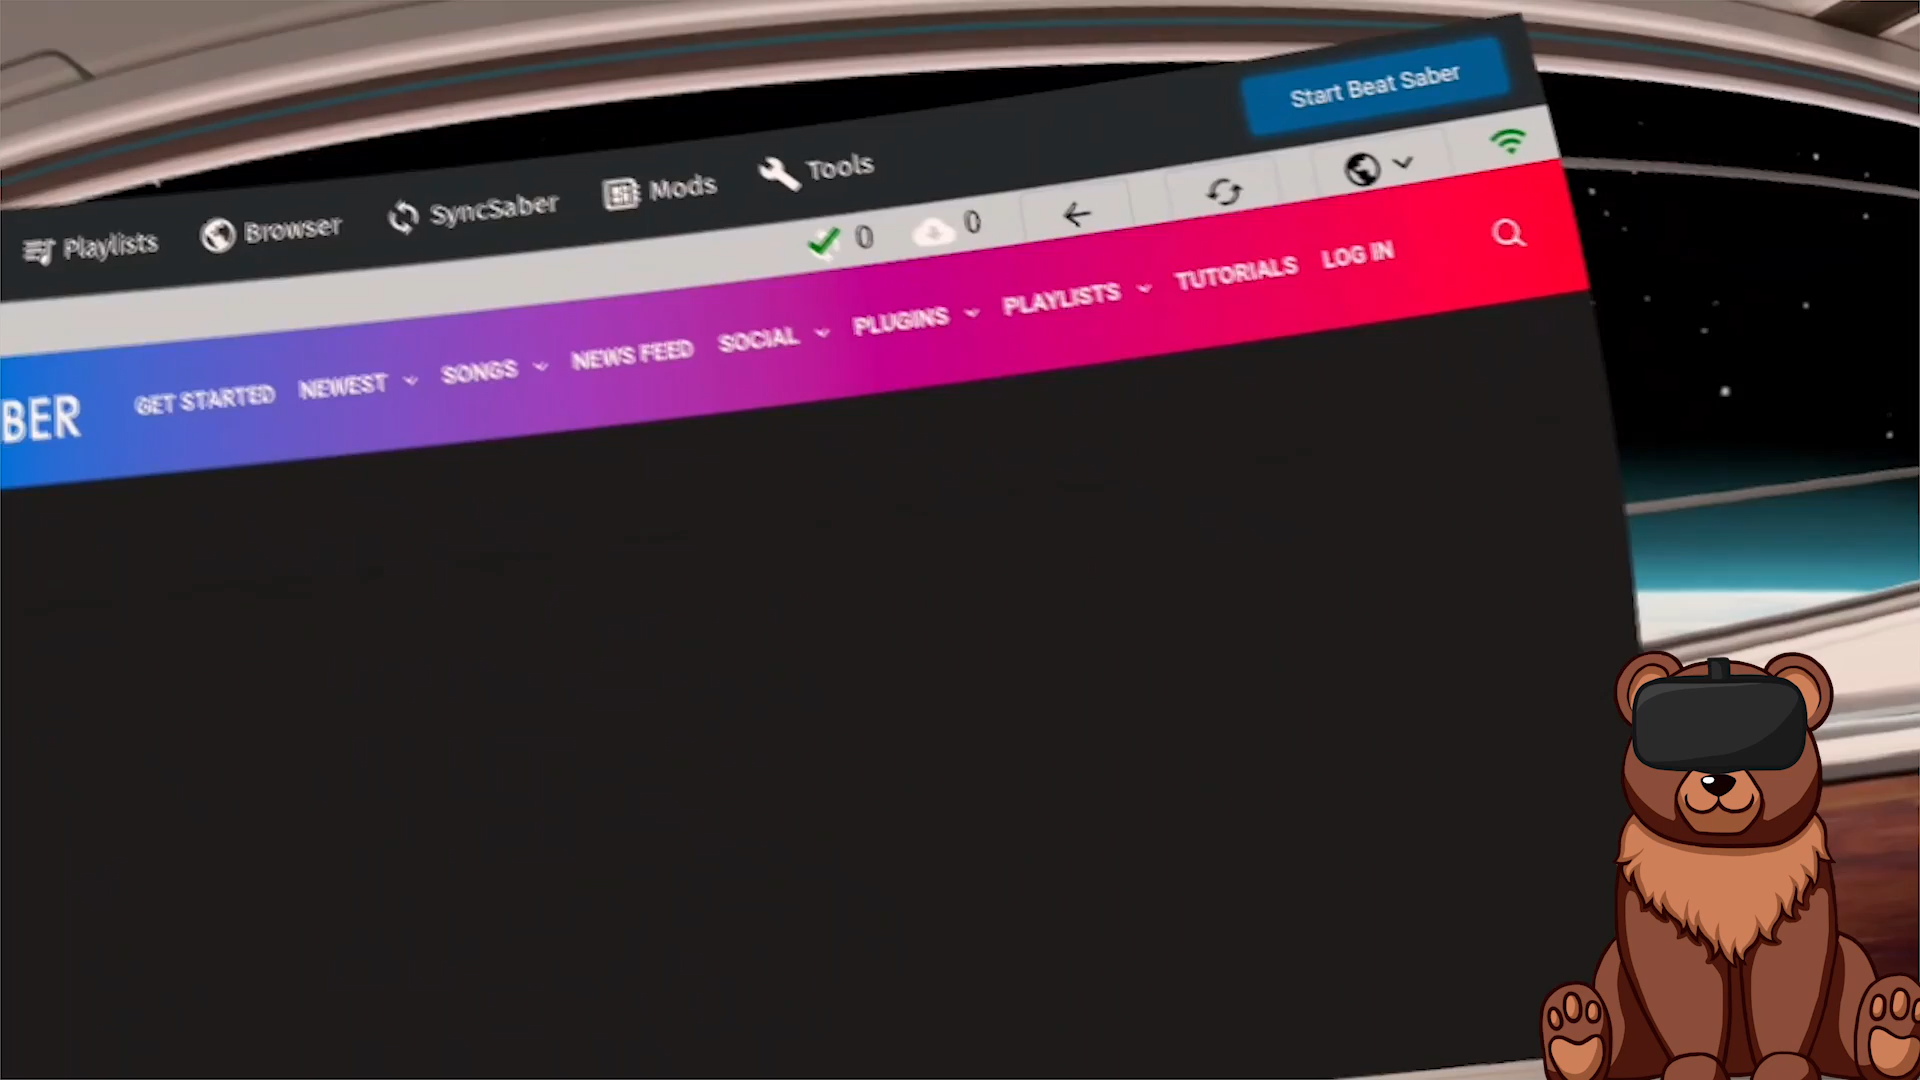 Start Beat Saber
Playlists Browser SyncSaber Mods Tools
0 0
BER GET STARTED NEWEST SONGS NEWS FEED SOCIAL PLUGINS PLAYLISTS TUTORIALS LOG IN